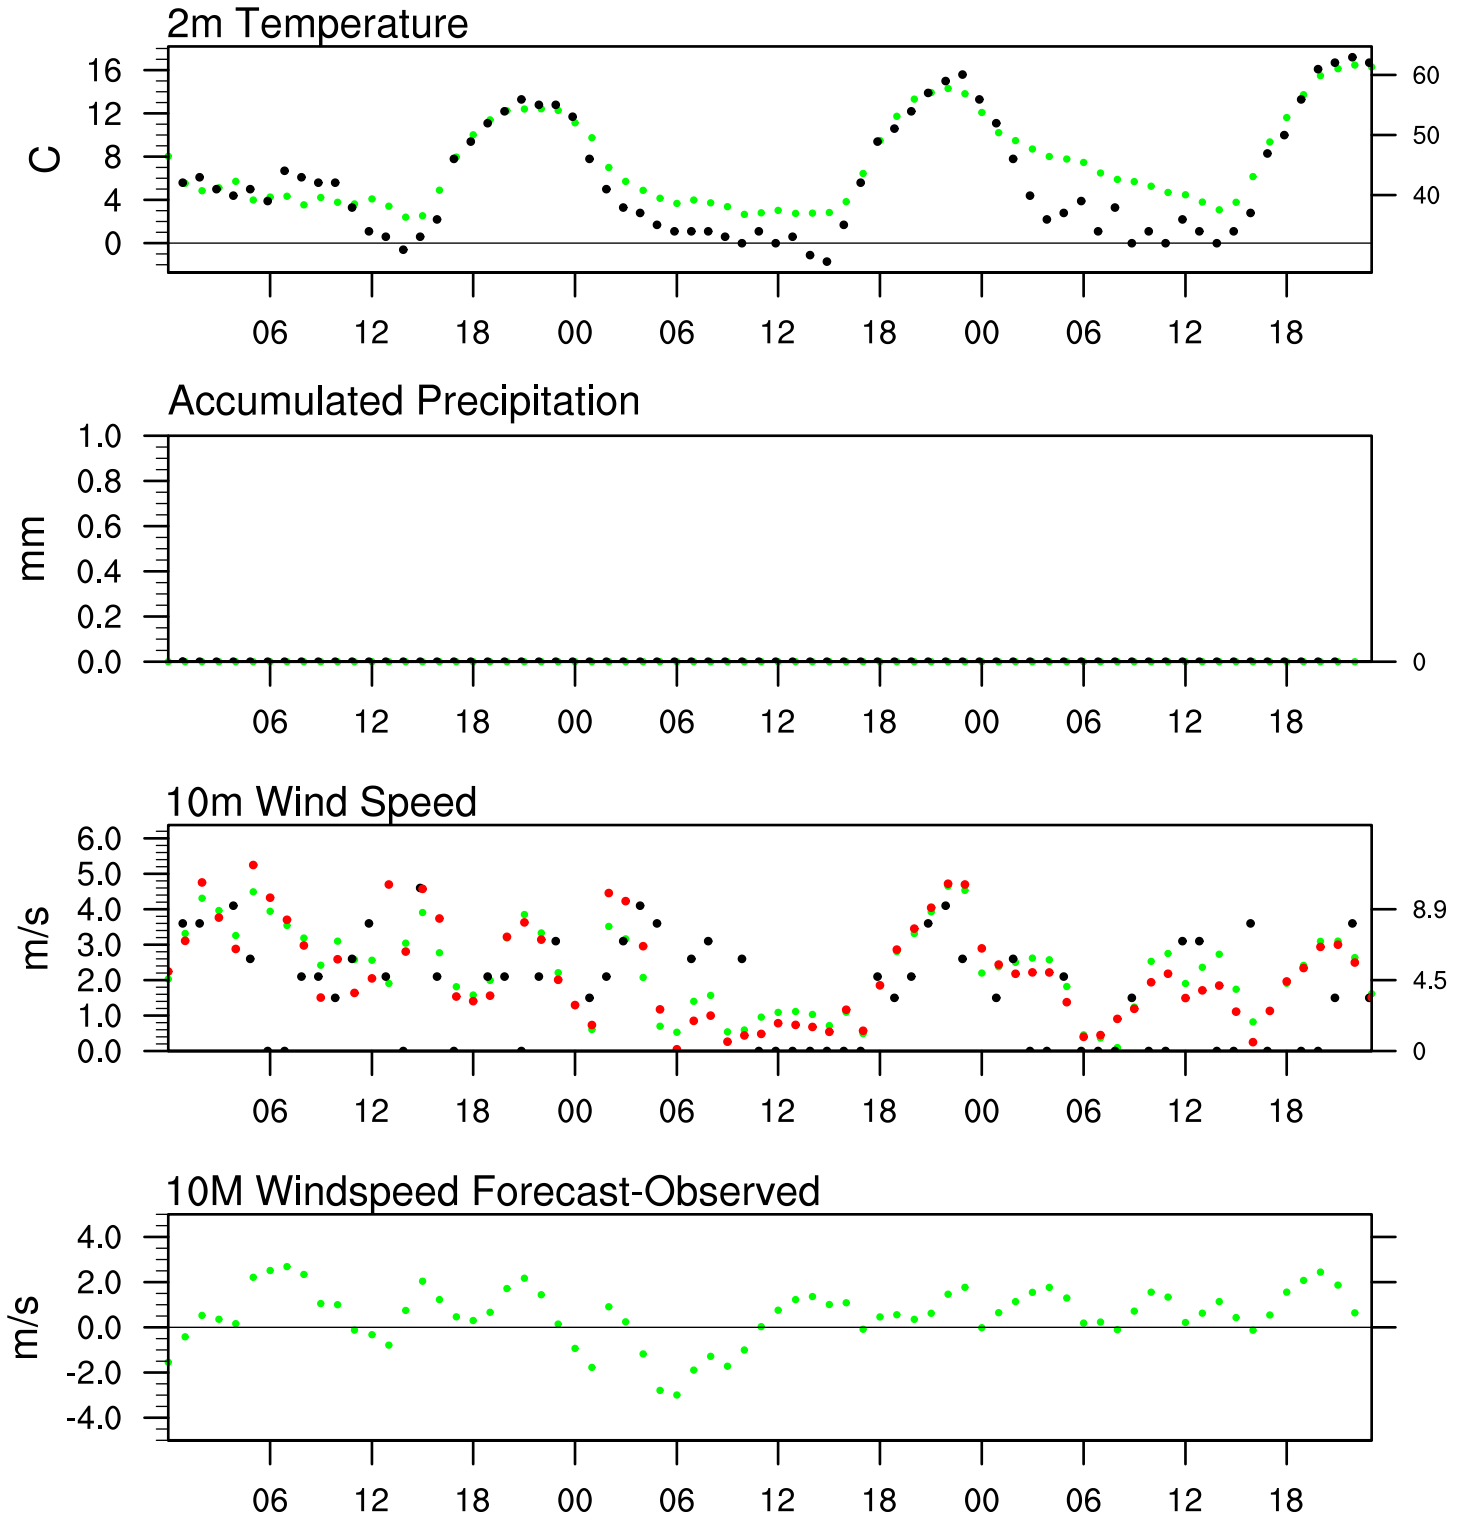 2m Temperature
16
12
8
4
0
C
60
50
40
06 12 18 00 06 12 18 00 06 12 18
Accumulated Precipitation
1.0
0.8
0.6
0.4
0.2
0.0
mm
0
06 12 18 00 06 12 18 00 06 12 18
10m Wind Speed
6.0
5.0
4.0
3.0
2.0
1.0
0.0
m/s
8.9
4.5
0
06 12 18 00 06 12 18 00 06 12 18
10M Windspeed Forecast-Observed
4.0
2.0
0.0
-2.0
-4.0
m/s
06 12 18 00 06 12 18 00 06 12 18